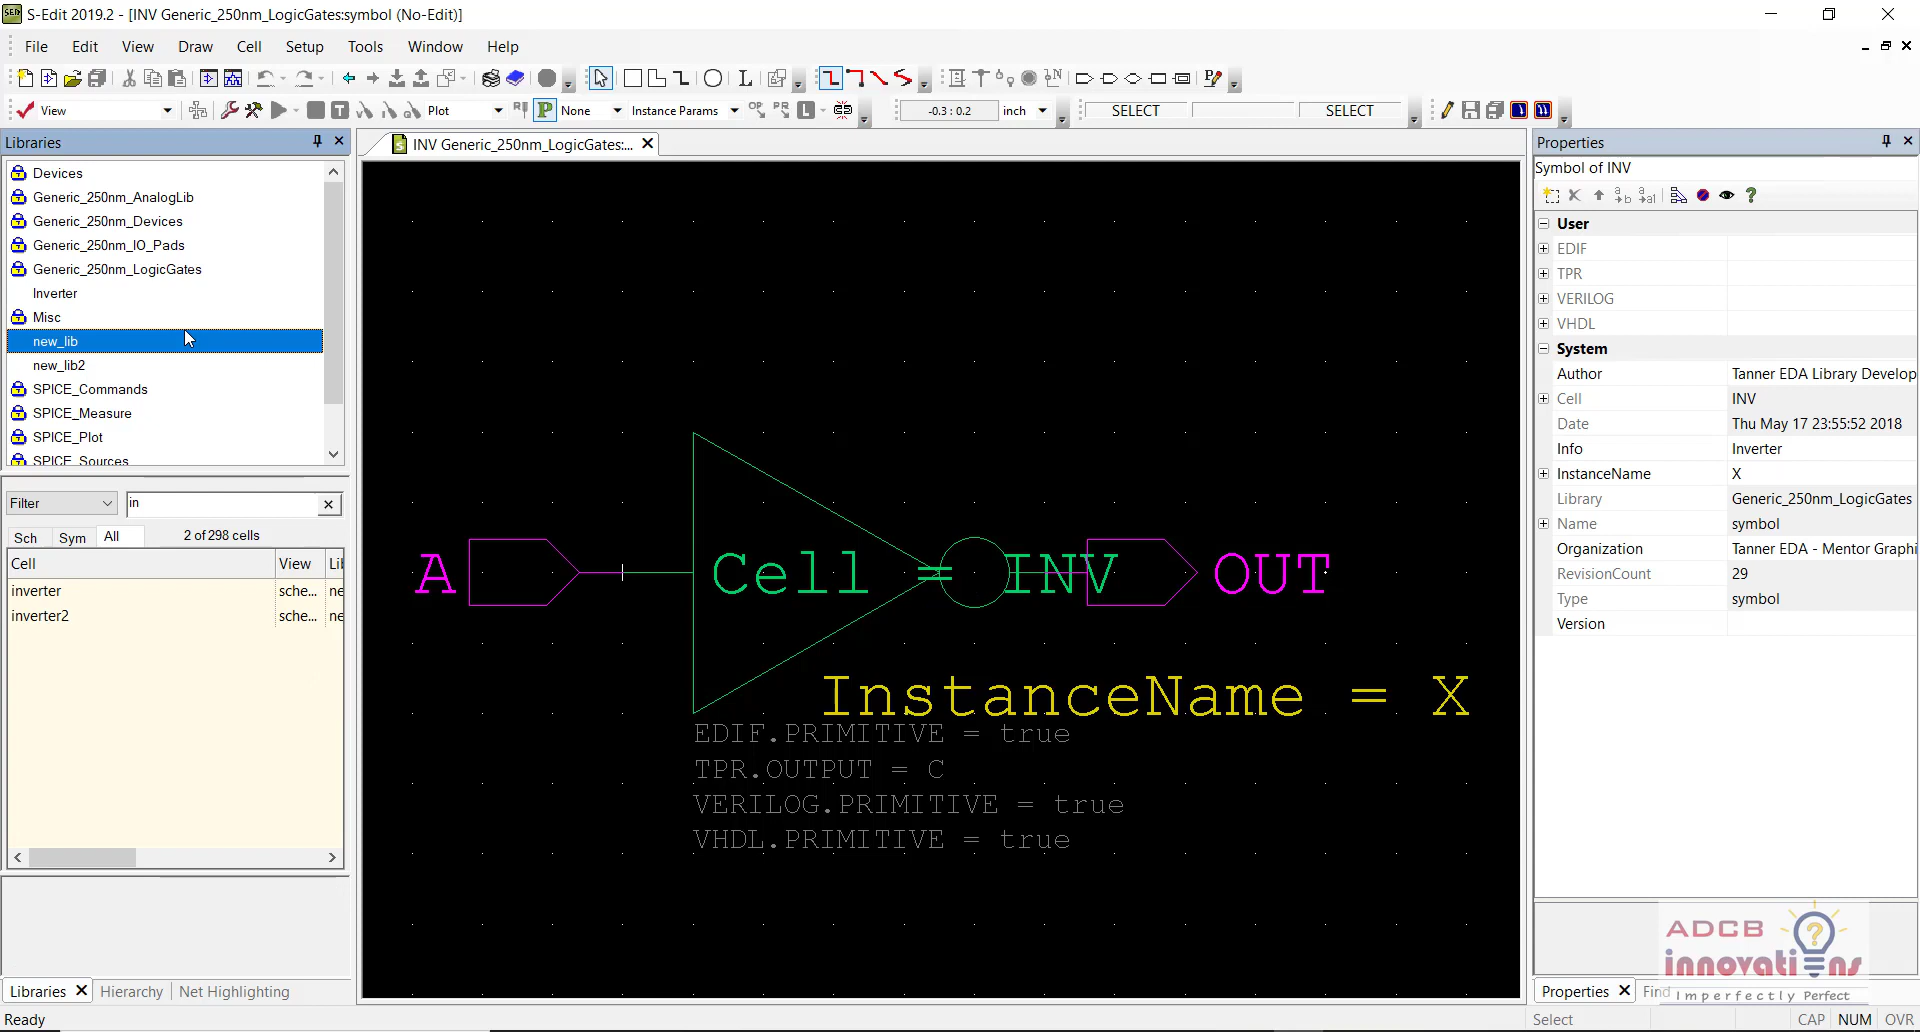 S-Edit 2019.2 - [INV Generic_250nm_LogicGates:symbol (No-Edit)]
File Edit View Draw Cell Setup Tools Window Help
View Plot None Instance Params -0.3 : 0.2 inch SELECT SELECT
Libraries
Devices
Generic_250nm_AnalogLib
Generic_250nm_Devices
Generic_250nm_IO_Pads
Generic_250nm_LogicGates
Inverter
Misc
new_lib
new_lib2
SPICE_Commands
SPICE_Measure
SPICE_Plot
SPICE_Sources
Filter in
Sch Sym All 2 of 298 cells
Cell View Li
inverter sche... ne
inverter2 sche... ne
Libraries Hierarchy Net Highlighting
Ready
INV Generic_250nm_LogicGates:...
A Cell = INV OUT
InstanceName = X
EDIF.PRIMITIVE = true
TPR.OUTPUT = C
VERILOG.PRIMITIVE = true
VHDL.PRIMITIVE = true
Properties
Symbol of INV
User
EDIF
TPR
VERILOG
VHDL
System
Author Tanner EDA Library Develop
Cell INV
Date Thu May 17 23:55:52 2018
Info Inverter
InstanceName X
Library Generic_250nm_LogicGates
Name symbol
Organization Tanner EDA - Mentor Graphi
RevisionCount 29
Type symbol
Version
ADCB
innovations
Imperfectly Perfect
Properties Find
Select CAP NUM OVR